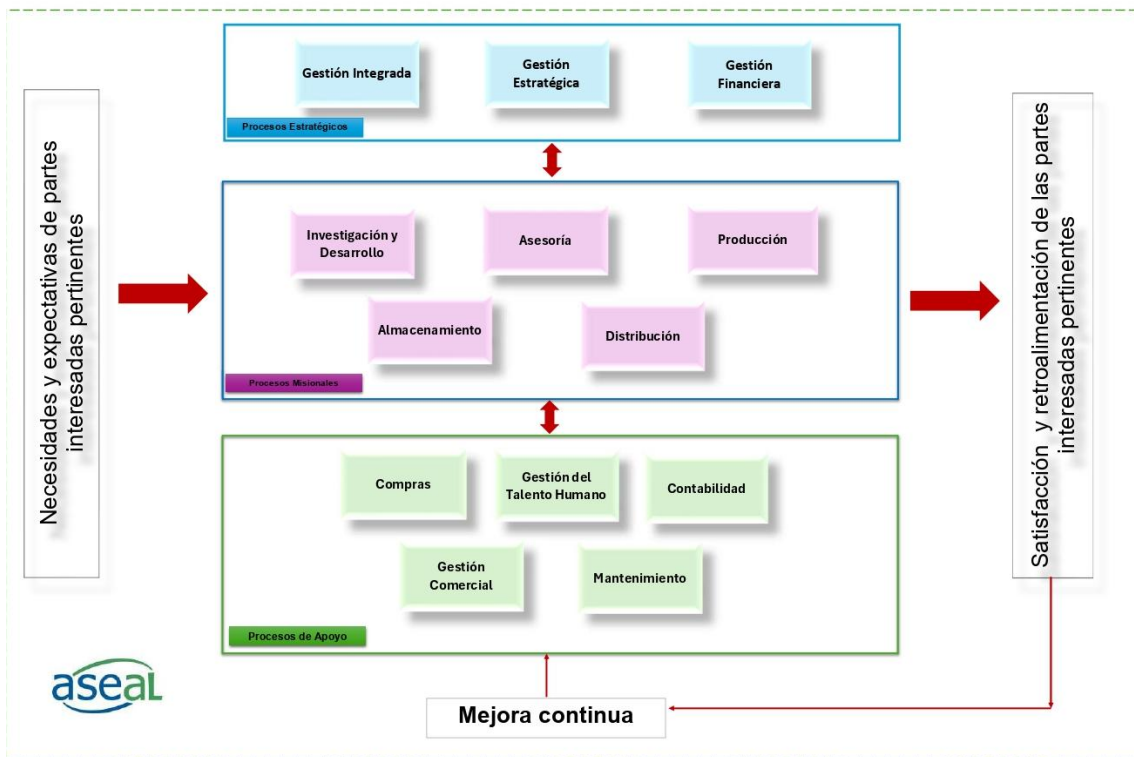 Necesidades y expectativas de partes
interesadas pertinentes
Gestión Integrada
Gestión
Estratégica
Gestión
Financiera
Procesos Estratégicos
Investigación y
Desarrollo
Asesoría
Producción
Almacenamiento
Distribución
Procesos Misionales
Compras
Gestión del
Talento Humano
Contabilidad
Gestión
Comercial
Mantenimiento
Procesos de Apoyo
Satisfacción y retroalimentación de las partes
interesadas pertinentes
aseaL
Mejora continua